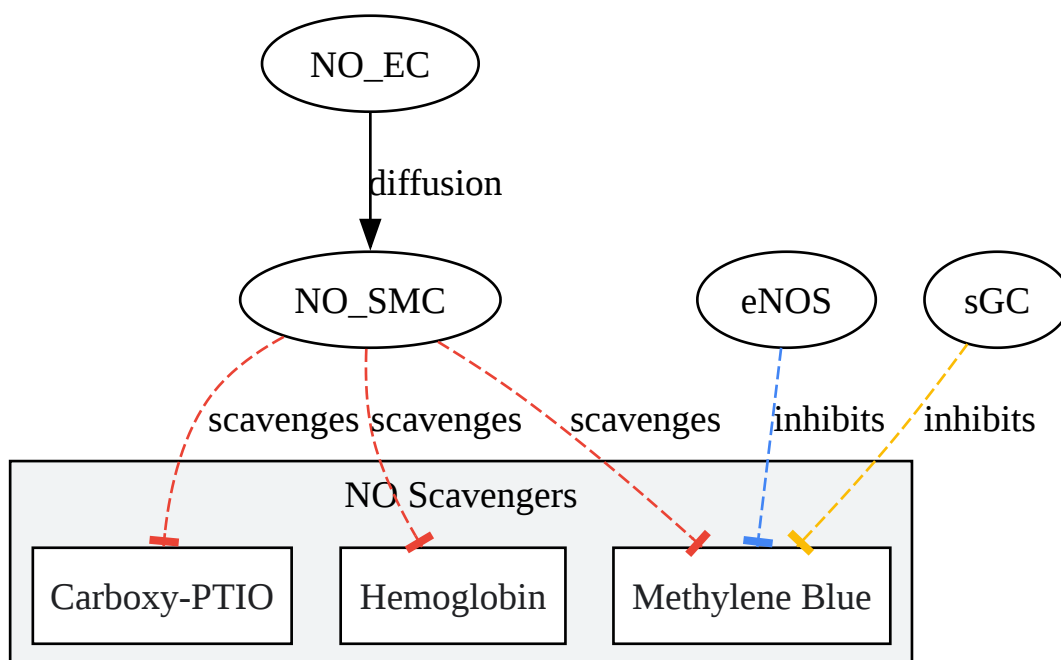 NO_EC
diffusion
NO_SMC
eNOS
sGC
scavenges
scavenges
scavenges
inhibits
inhibits
NO Scavengers
Carboxy-PTIO
Hemoglobin
Methylene Blue